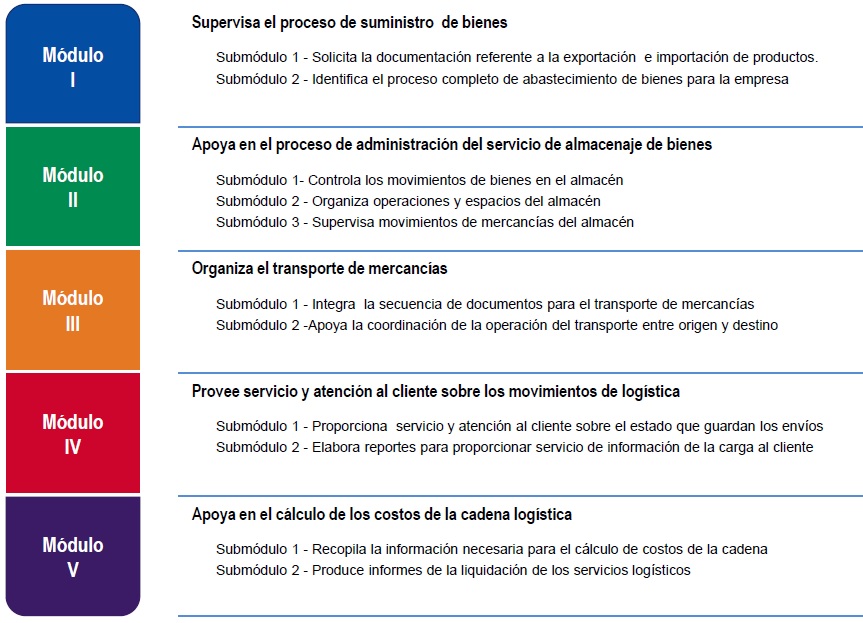 Módulo
I
Supervisa el proceso de suministro de bienes
Submódulo 1 - Solicita la documentación referente a la exportación e importación de productos.
Submódulo 2 - Identifica el proceso completo de abastecimiento de bienes para la empresa
Módulo
II
Apoya en el proceso de administración del servicio de almacenaje de bienes
Submódulo 1- Controla los movimientos de bienes en el almacén
Submódulo 2 - Organiza operaciones y espacios del almacén
Submódulo 3 - Supervisa movimientos de mercancías del almacén
Módulo
III
Organiza el transporte de mercancías
Submódulo 1 - Integra la secuencia de documentos para el transporte de mercancías
Submódulo 2 -Apoya la coordinación de la operación del transporte entre origen y destino
Módulo
IV
Provee servicio y atención al cliente sobre los movimientos de logística
Submódulo 1 - Proporciona servicio y atención al cliente sobre el estado que guardan los envíos
Submódulo 2 - Elabora reportes para proporcionar servicio de información de la carga al cliente
Módulo
V
Apoya en el cálculo de los costos de la cadena logística
Submódulo 1 - Recopila la información necesaria para el cálculo de costos de la cadena
Submódulo 2 - Produce informes de la liquidación de los servicios logísticos